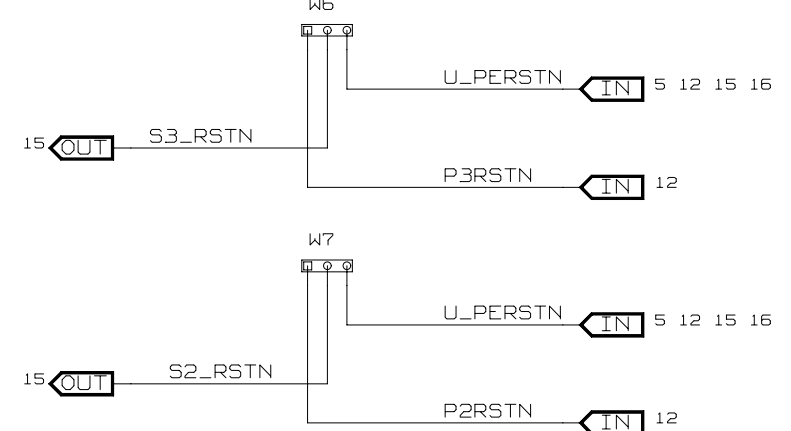 W6
U_PERSTN IN 5 12 15 16
15 OUT S3_RSTN
P3RSTN IN 12
W7
U_PERSTN IN 5 12 15 16
15 OUT S2_RSTN
P2RSTN IN 12